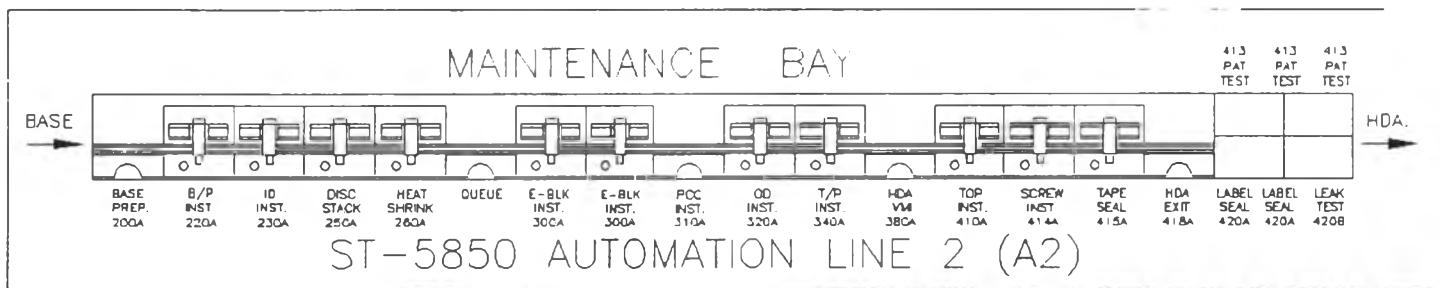 MAINTENANCE BAY
413 PAT TEST
413 PAT TEST
413 PAT TEST
BASE
HDA.
BASE PREP. 200A
B/P INST 220A
ID INST. 230A
DISC STACK 250A
HEAT SHRINK 260A
QUEUE
E-BLK INST. 300A
E-BLK INST. 300A
PCC INST. 310A
OD INST. 320A
T/P INST. 340A
HDA VMI 380A
TOP INST. 410A
SCREW INST 414A
TAPE SEAL 415A
HDA EXIT 418A
LABEL SEAL 420A
LABEL SEAL 420A
LEAK TEST 420B
ST-5850 AUTOMATION LINE 2 (A2)